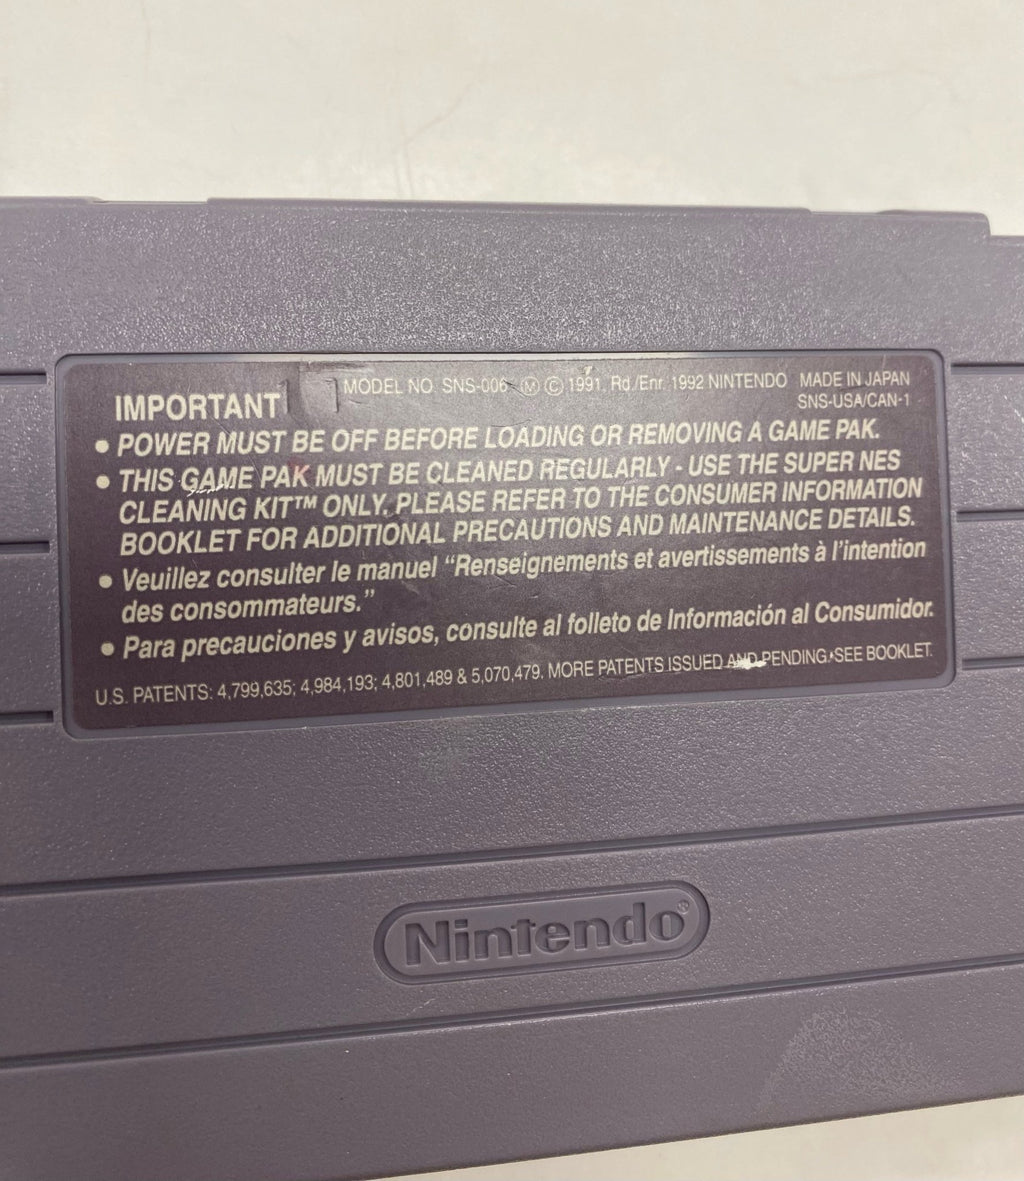 IMPORTANT MODEL NO. SNS-006 Ⓜ © 1991, Rd./Enr. 1992 NINTENDO MADE IN JAPAN
SNS-USA/CAN-1
• POWER MUST BE OFF BEFORE LOADING OR REMOVING A GAME PAK.
• THIS GAME PAK MUST BE CLEANED REGULARLY - USE THE SUPER NES
CLEANING KIT™ ONLY. PLEASE REFER TO THE CONSUMER INFORMATION
BOOKLET FOR ADDITIONAL PRECAUTIONS AND MAINTENANCE DETAILS.
• Veuillez consulter le manuel “Renseignements et avertissements à l’intention
des consommateurs.”
• Para precauciones y avisos, consulte al folleto de Información al Consumidor.
U.S. PATENTS: 4,799,635; 4,984,193; 4,801,489 & 5,070,479. MORE PATENTS ISSUED AND PENDING. SEE BOOKLET.
Nintendo®